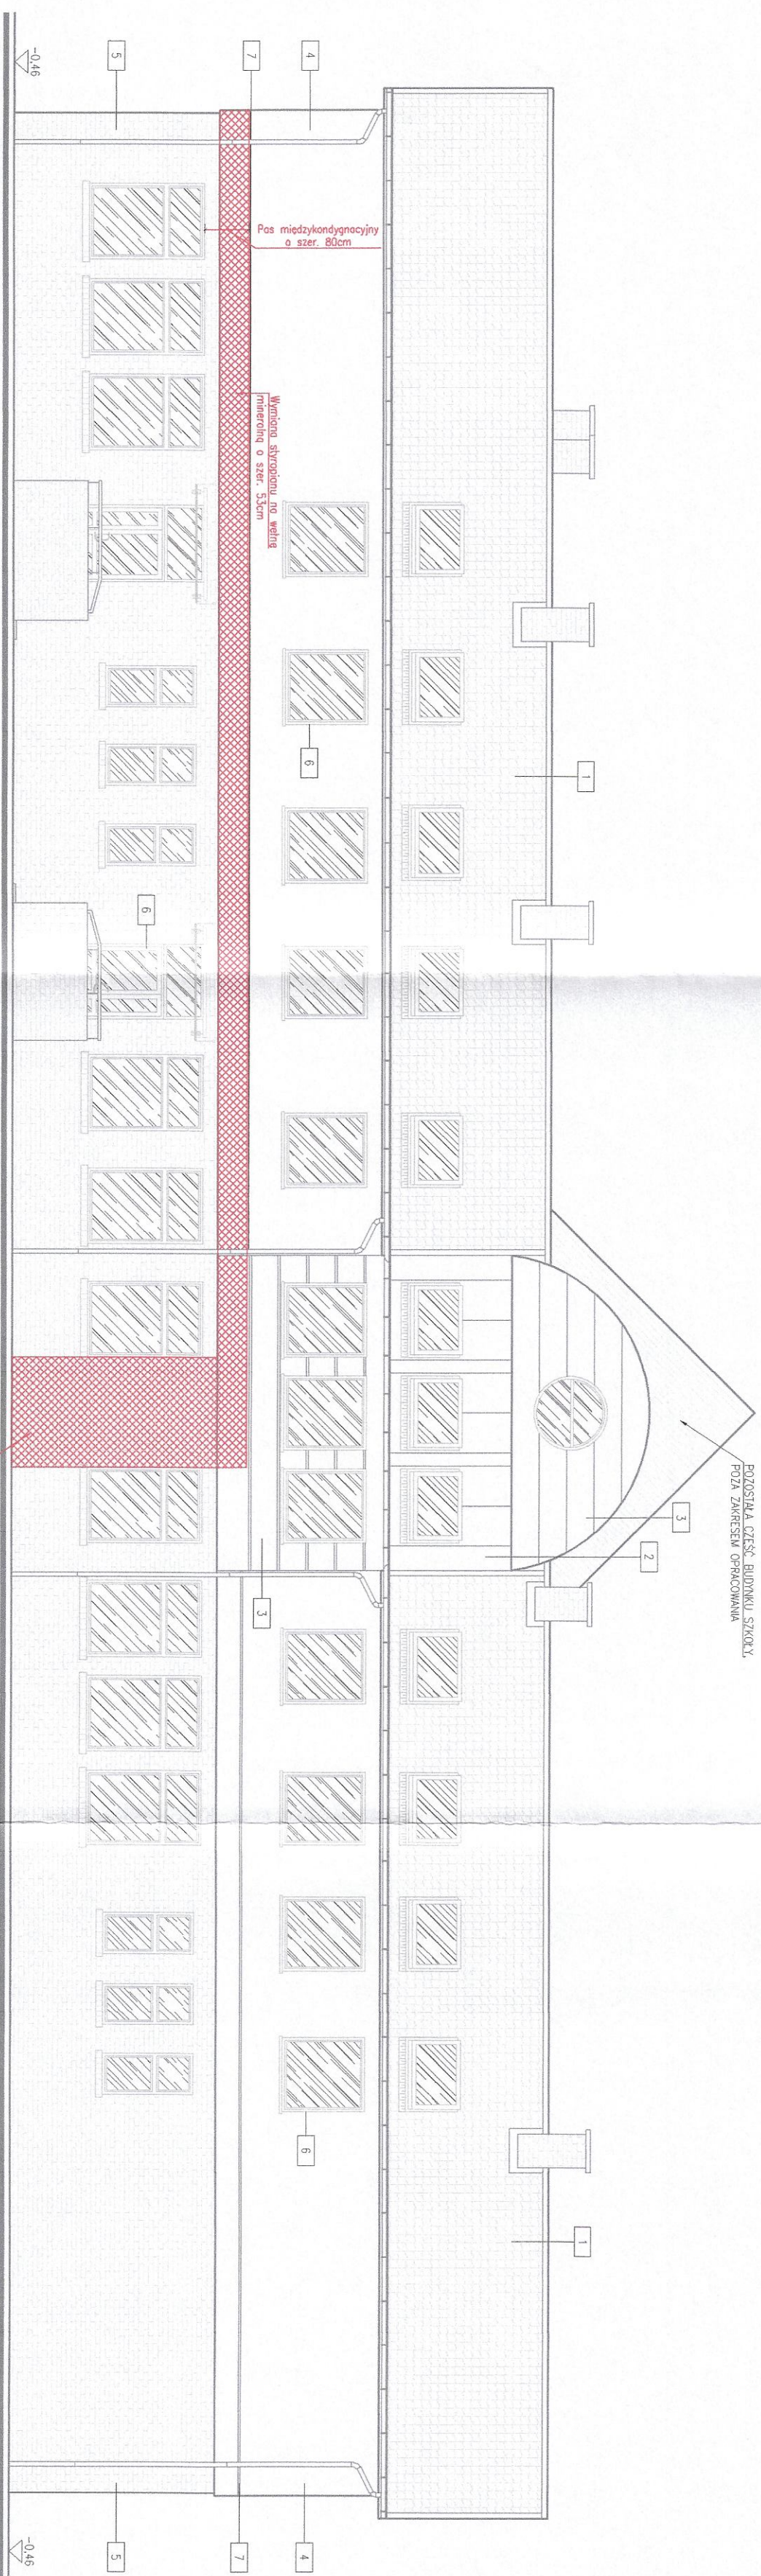 POZOSTAŁA CZĘŚĆ BUDYNKU SZKOŁY,
POZA ZAKRESEM OPRACOWANIA
3
2
1
1
4
7
5
-0,46
Pas międzykondygnacyjny
o szer. 80cm
Wymiana styropianu na wełnę
mineralną o szer. 53cm
6
6
3
6
4
7
5
-0,46